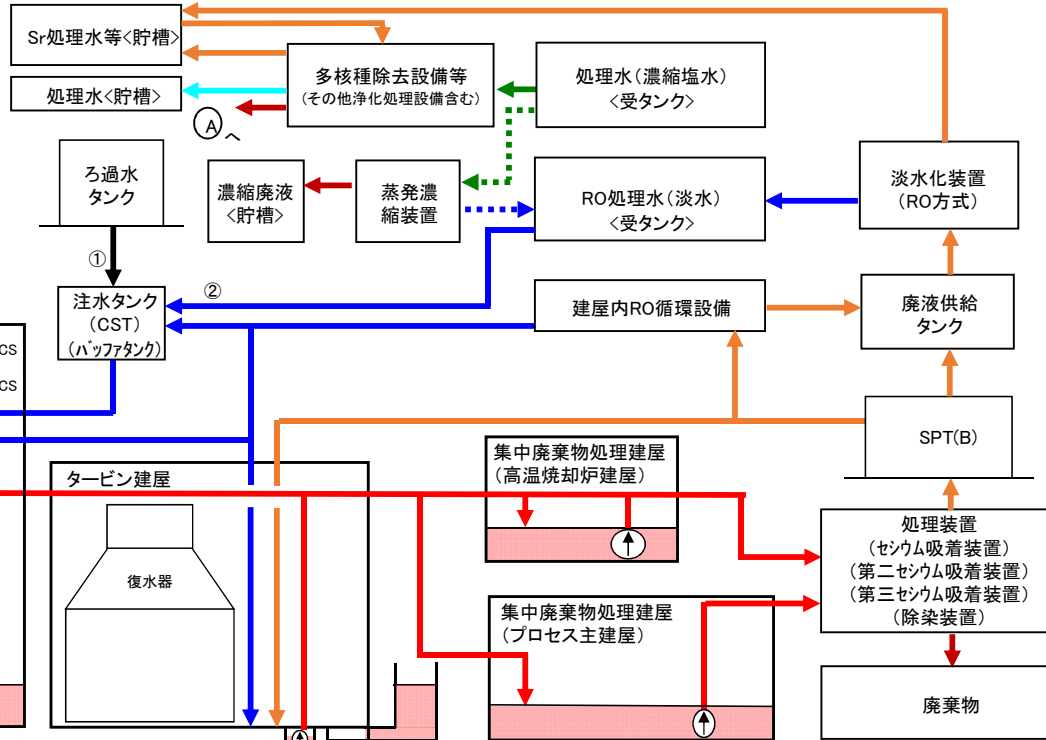 Sr処理水等<貯槽>
多核種除去設備等
(その他浄化処理設備含む)
処理水(濃縮塩水)
<受タンク>
処理水<貯槽>
Aへ
ろ過水
タンク
濃縮廃液
<貯槽>
蒸発濃
縮装置
RO処理水(淡水)
<受タンク>
淡水化装置
(RO方式)
①
②
注水タンク
(CST)
(バッファタンク)
建屋内RO循環設備
廃液供給
タンク
CS
CS
SPT(B)
タービン建屋
復水器
集中廃棄物処理建屋
(高温焼却炉建屋)
処理装置
(セシウム吸着装置)
(第二セシウム吸着装置)
(第三セシウム吸着装置)
(除染装置)
集中廃棄物処理建屋
(プロセス主建屋)
廃棄物